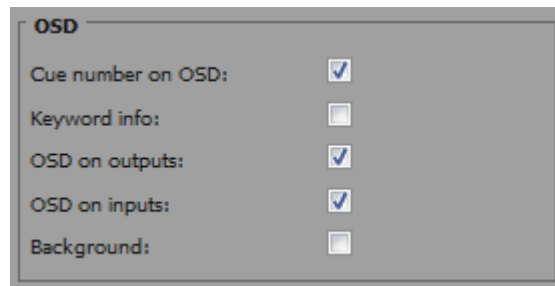 OSD
Cue number on OSD:
Keyword info:
OSD on outputs:
OSD on inputs:
Background: